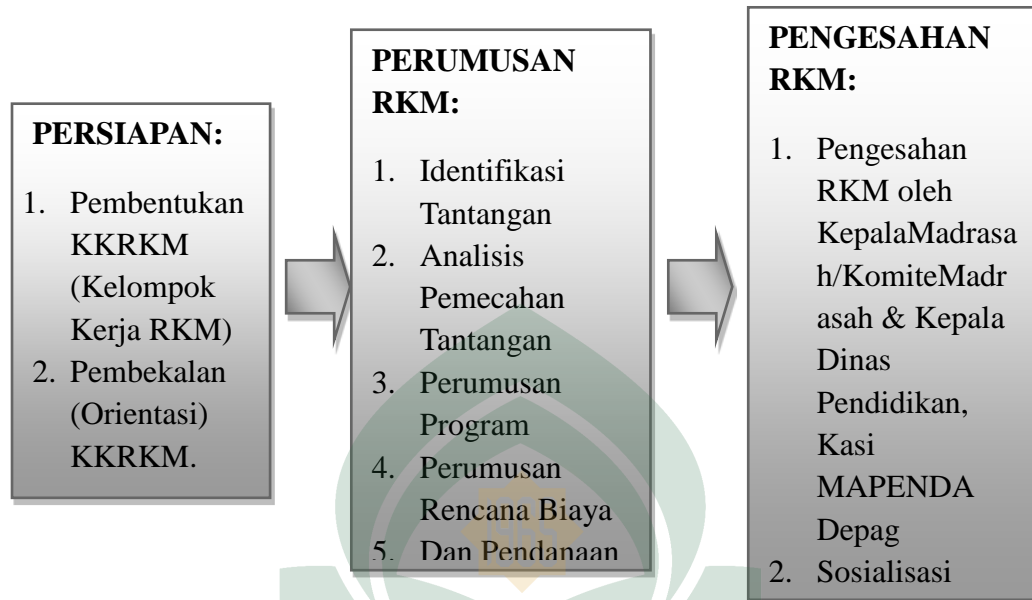 PERSIAPAN:
1. Pembentukan
KKRKM
(Kelompok
Kerja RKM)
2. Pembekalan
(Orientasi)
KKRKM.
PERUMUSAN
RKM:
1. Identifikasi
Tantangan
2. Analisis
Pemecahan
Tantangan
3. Perumusan
Program
4. Perumusan
Rencana Biaya
5. Dan Pendanaan
PENGESAHAN
RKM:
1. Pengesahan
RKM oleh
KepalaMadrasa
h/KomiteMadr
asah & Kepala
Dinas
Pendidikan,
Kasi
MAPENDA
Depag
2. Sosialisasi
1965